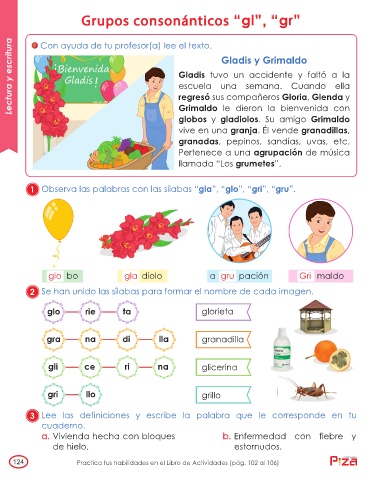 Grupos consonánticos “gl”, “gr”
Lectura y escritura
Con ayuda de tu profesor(a) lee el texto.
¡Bienvenida
Gladis!
Gladis y Grimaldo
Gladis tuvo un accidente y faltó a la
escuela una semana. Cuando ella
regresó sus compañeros Gloria, Glenda y
Grimaldo le dieron la bienvenida con
globos y gladiolos. Su amigo Grimaldo
vive en una granja. Él vende granadillas,
granadas, pepinos, sandías, uvas, etc.
Pertenece a una agrupación de música
llamada “Los grumetes”.
1 Observa las palabras con las sílabas “gla”, “glo”, “gri”, “gru”.
glo bo
gla diolo
a gru pación
Gri maldo
2 Se han unido las sílabas para formar el nombre de cada imagen.
glo rie ta glorieta
gra na di lla granadilla
gli ce ri na glicerina
gri llo grillo
3 Lee las definiciones y escribe la palabra que le corresponde en tu
cuaderno.
a. Vivienda hecha con bloques
de hielo.
b. Enfermedad con fiebre y
estornudos.
124
Practica tus habilidades en el Libro de Actividades (pág. 102 al 106)